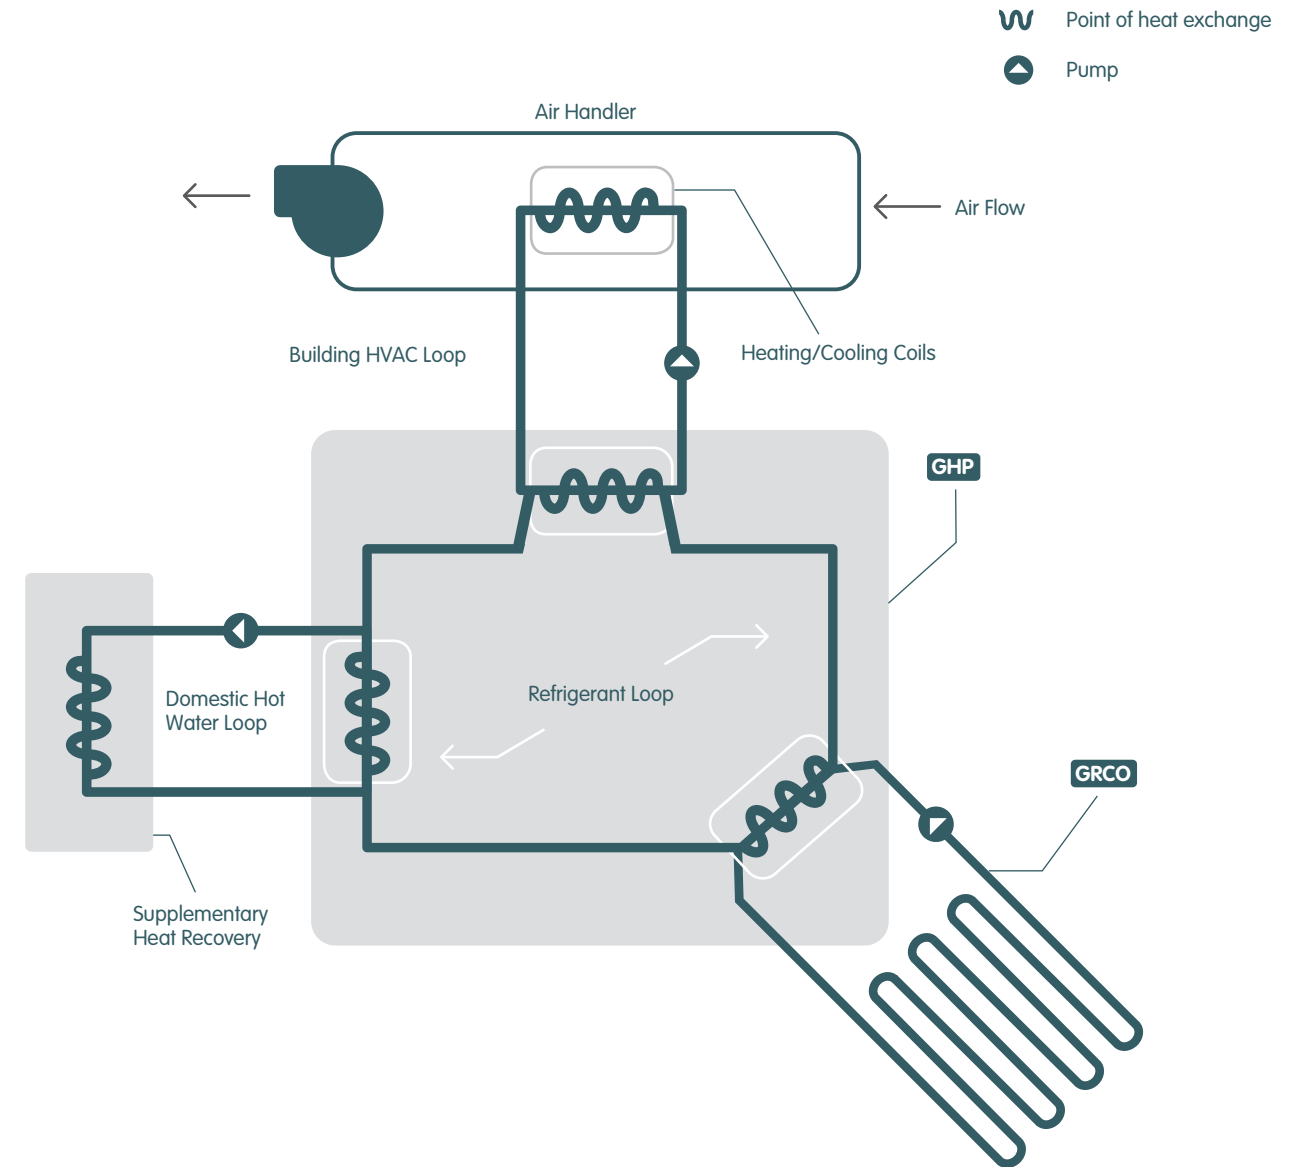 Point of heat exchange
Pump
Air Handler
Air Flow
Building HVAC Loop
Heating/Cooling Coils
GHP
Domestic Hot
Water Loop
Refrigerant Loop
GRCO
Supplementary
Heat Recovery